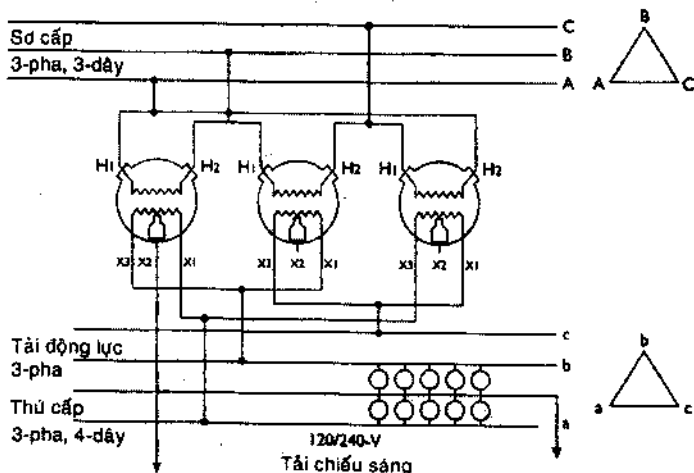 C
Sơ cấp
B
3-pha, 3-dây
A
B
A C
H1 H2 H1 H2 H1 H2
X3 X2 X1 X3 X2 X1 X3 X2 X1
c
Tải động lực
b
3-pha
Thứ cấp
a
3-pha, 4-dây
120/240-V
Tải chiếu sáng
b
a c